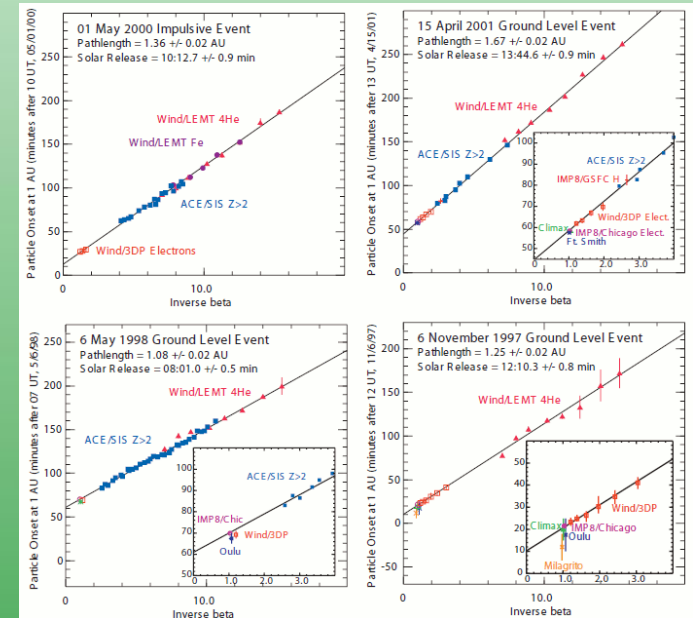 01 May 2000 Impulsive Event
Pathlength = 1.36 +/- 0.02 AU
Solar Release = 10:12.7 +/- 0.9 min
Wind/LEMT 4He
Wind/LEMT Fe
ACE/SIS Z>2
Wind/3DP Electrons
250
200
150
100
50
0
0
10.0
Inverse beta
Particle Onset at 1 AU (minutes after 10 UT, 05/01/00)
15 April 2001 Ground Level Event
Pathlength = 1.67 +/- 0.02 AU
Solar Release = 13:44.6 +/- 0.9 min
Wind/LEMT 4He
ACE/SIS Z>2
IMP8/GSFC H
Wind/3DP Elect.
Climax
IMP8/Chicago Elect.
Ft. Smith
100
90
80
70
60
50
0
1.0
2.0
3.0
250
200
150
100
50
0
0
10.0
Inverse beta
Particle Onset at 1 AU (minutes after 13 UT, 4/15/01)
6 May 1998 Ground Level Event
Pathlength = 1.08 +/- 0.02 AU
Solar Release = 08:01.0 +/- 0.5 min
Wind/LEMT 4He
ACE/SIS Z>2
ACE/SIS Z>2
IMP8/Chic
Wind/3DP
Oulu
110
100
90
80
70
60
50
0
1.0
2.0
3.0
250
200
150
100
50
0
0
10.0
Inverse beta
Particle Onset at 1 AU (minutes after 07 UT, 5/6/98)
6 November 1997 Ground Level Event
Pathlength = 1.25 +/- 0.02 AU
Solar Release = 12:10.3 +/- 0.8 min
Wind/LEMT 4He
Wind/3DP
Climax
IMP8/Chicago
Oulu
Milagrito
50
40
30
20
10
0
0
1.0
2.0
3.0
200
150
100
50
0
-50
0
10.0
Inverse beta
Particle Onset at 1 AU (minutes after 12 UT, 11/6/97)